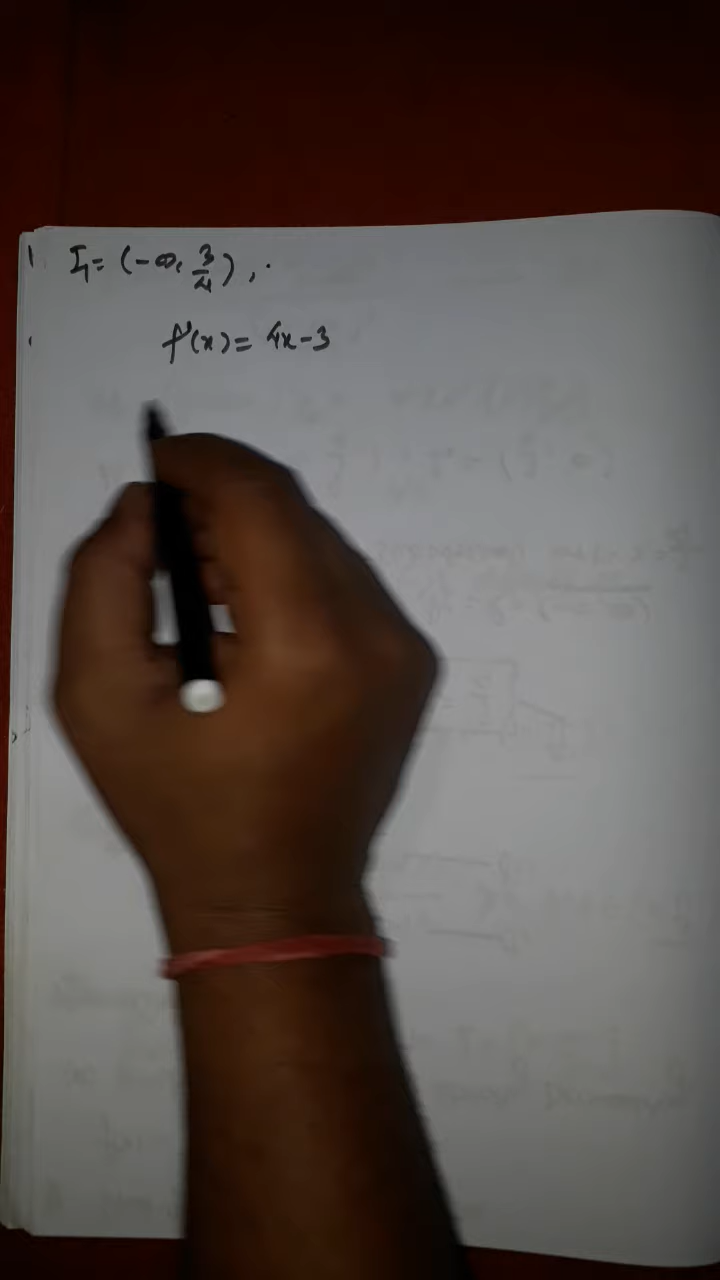 I₁ = (-∞, 3/4), .
f'(x) = 4x-3